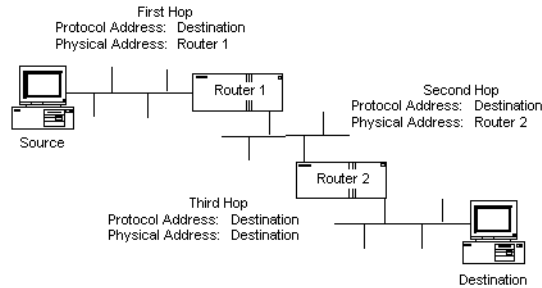 First Hop
Protocol Address: Destination
Physical Address: Router 1
Router 1
Source
Second Hop
Protocol Address: Destination
Physical Address: Router 2
Router 2
Third Hop
Protocol Address: Destination
Physical Address: Destination
Destination